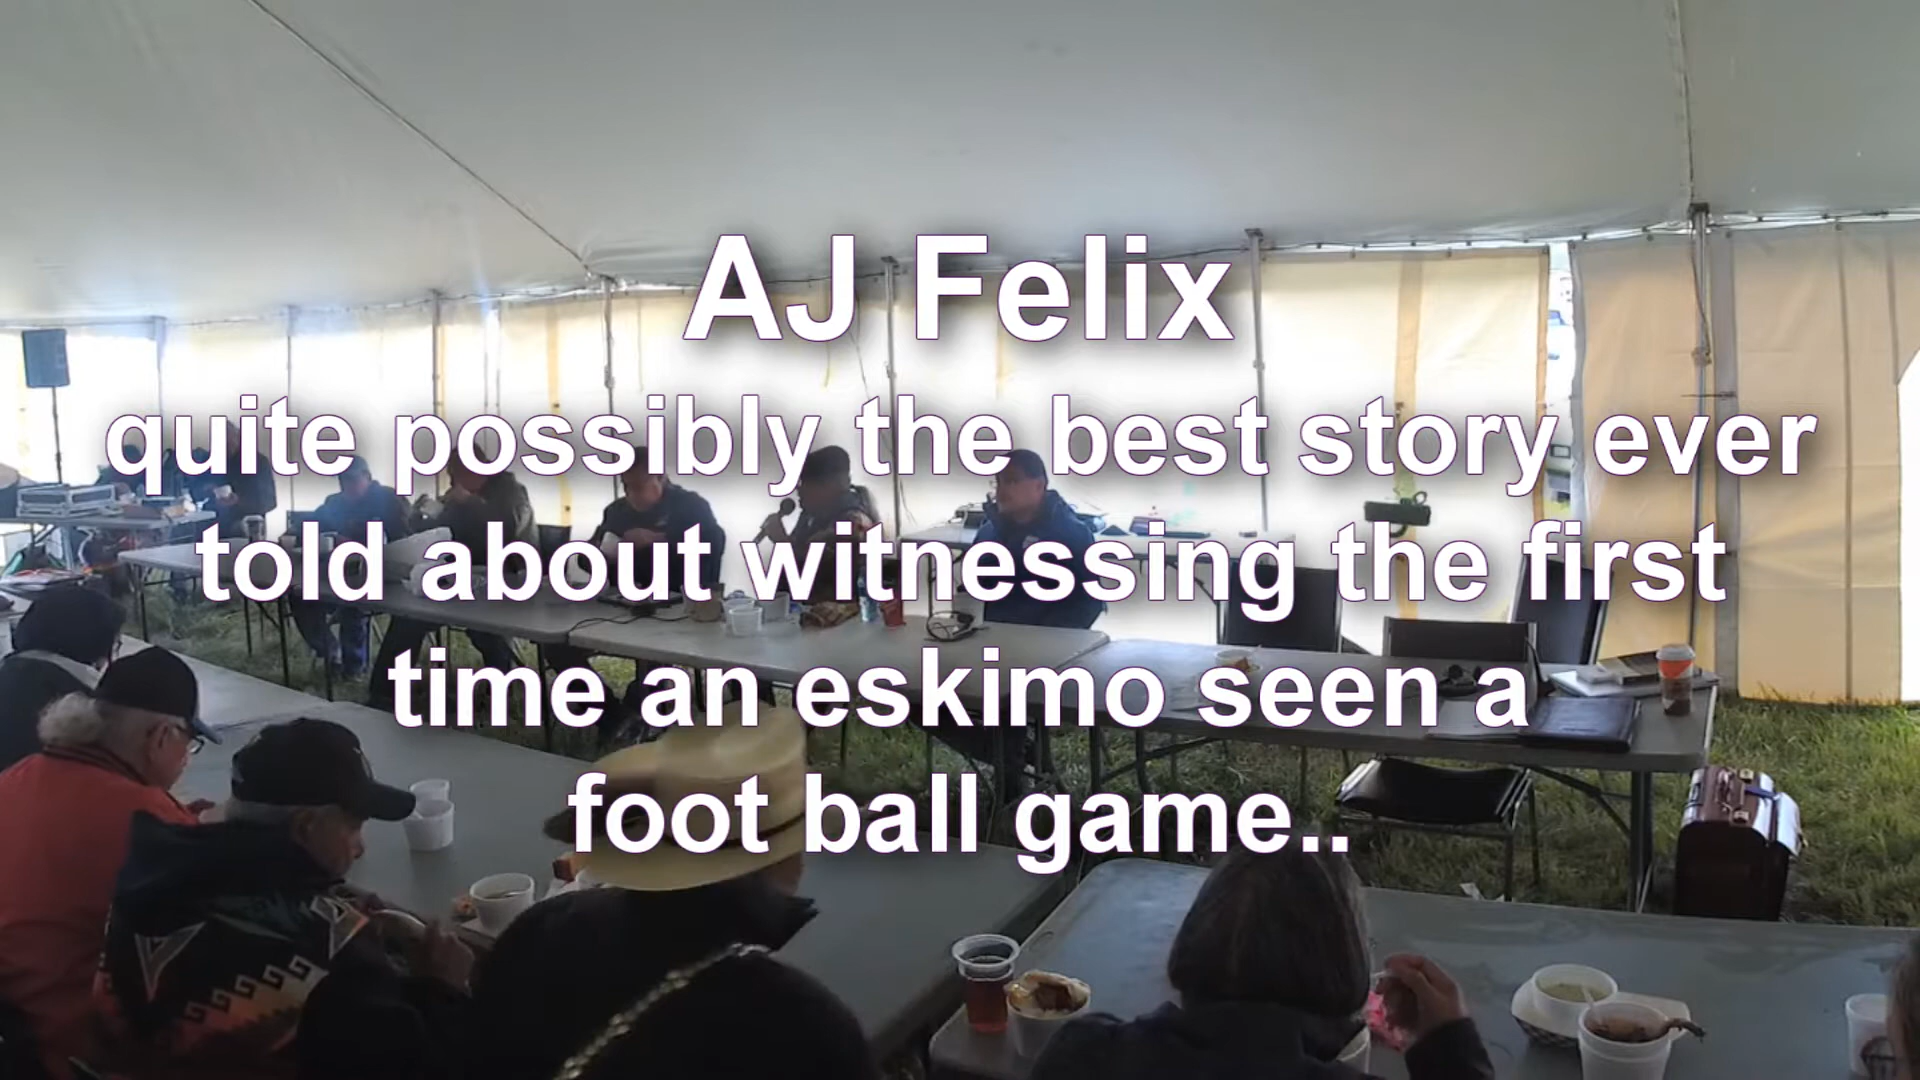 AJ Felix
quite possibly the best story ever
told about witnessing the first
time an eskimo seen a
foot ball game..